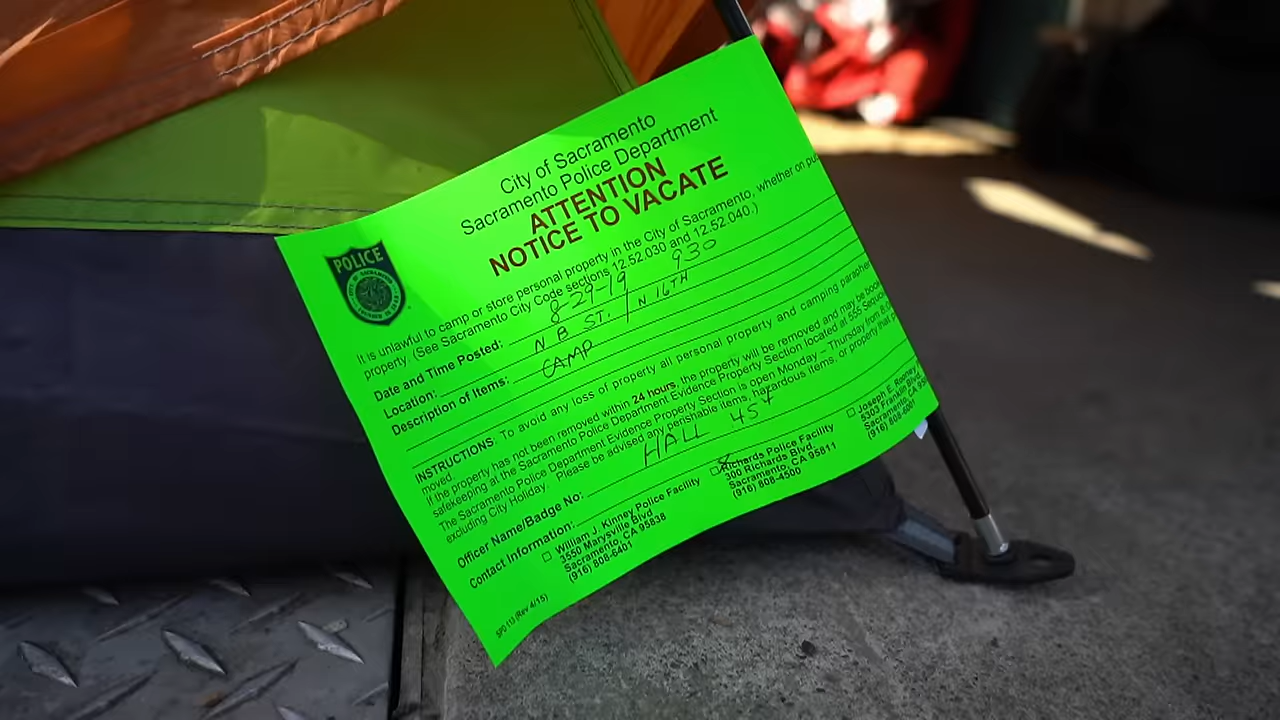 City of Sacramento
Sacramento Police Department
ATTENTION
NOTICE TO VACATE
POLICE
It is unlawful to camp or store personal property in the City of Sacramento, whether on
property. (See Sacramento City Code sections 12.52.030 and 12.52.040.)
Date and Time Posted: 8-29-19 930
Location: N B ST. / N 16TH
Description of Items: CAMP
INSTRUCTIONS: To avoid any loss of property all personal property and camping
moved.
If the property has not been removed within 24 hours, the property will be removed and may be
safekeeping at the Sacramento Police Department Evidence Property Section located at 555
The Sacramento Police Department Evidence Property Section is open Monday – Thursday from
excluding City Holiday. Please be advised any perishable items, hazardous items, or property that
Officer Name/Badge No: HALL 457
Contact Information:
William J. Kinney Police Facility
3550 Marysville Blvd
Sacramento, CA 95838
(916) 808-6401
Richards Police Facility
300 Richards Blvd.
Sacramento, CA 95811
(916) 808-4500
Joseph E. Rooney
5303 Franklin Blvd
Sacramento, CA
(916) 808-6001
SPD 113 (Rev 4/15)